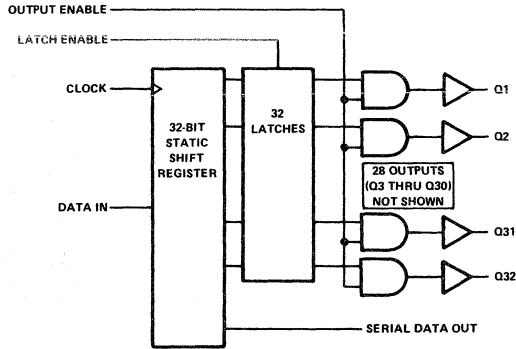 OUTPUT ENABLE
LATCH ENABLE
CLOCK
32-BIT
STATIC
SHIFT
REGISTER
32
LATCHES
Q1
Q2
28 OUTPUTS
(Q3 THRU Q30)
NOT SHOWN
DATA IN
Q31
Q32
SERIAL DATA OUT